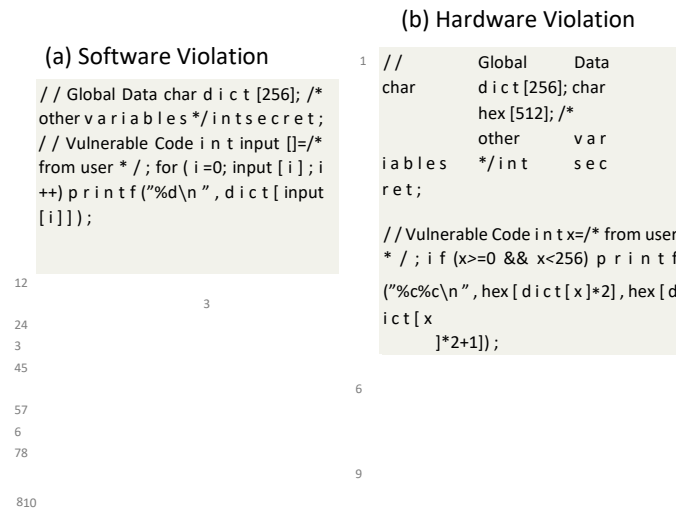 (b) Hardware Violation
(a) Software Violation
/ / Global Data char d i c t [256]; /*
other v a r i a b l e s */ i n t s e c r e t ;
/ / Vulnerable Code i n t input []=/*
from user * / ; for ( i =0; input [ i ] ; i
++) p r i n t f ("%d\n " , d i c t [ input
[ i ] ] ) ;
12
3
24
3
45
57
6
78
810
1 // Global Data
char d i c t [256]; char
hex [512]; /*
other v a r
i a b l e s */ i n t s e c
r e t ;
/ / Vulnerable Code i n t x=/* from user
* / ; i f (x>=0 && x<256) p r i n t f
("%c%c\n " , hex [ d i c t [ x ]*2] , hex [ d
i c t [ x
]*2+1]) ;
6
9